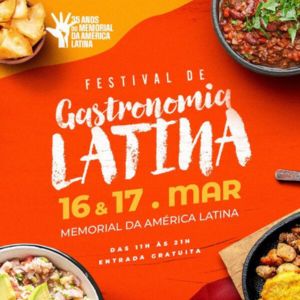 35 ANOS
DO MEMORIAL
DA AMÉRICA
LATINA
FESTIVAL DE
Gastronomia
LATINA
16 & 17 . MAR
MEMORIAL DA AMÉRICA LATINA
DAS 11H ÀS 21H
ENTRADA GRATUITA